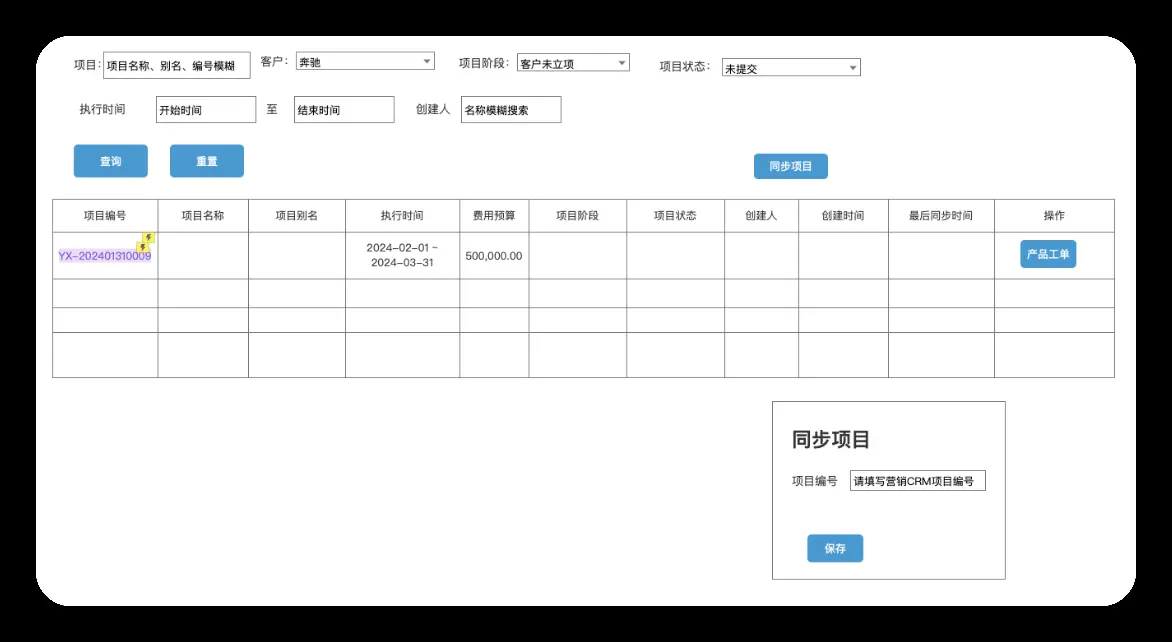 项目: 项目名称、别名、编号模糊 客户: 奔驰 项目阶段: 客户未立项 项目状态: 未提交
执行时间 开始时间 至 结束时间 创建人 名称模糊搜索
查询 重置 同步项目
项目编号 项目名称 项目别名 执行时间 费用预算 项目阶段 项目状态 创建人 创建时间 最后同步时间 操作
YX-202401310009 2024-02-01 ~ 500,000.00 产品工单
2024-03-31
同步项目
项目编号 请填写营销CRM项目编号
保存